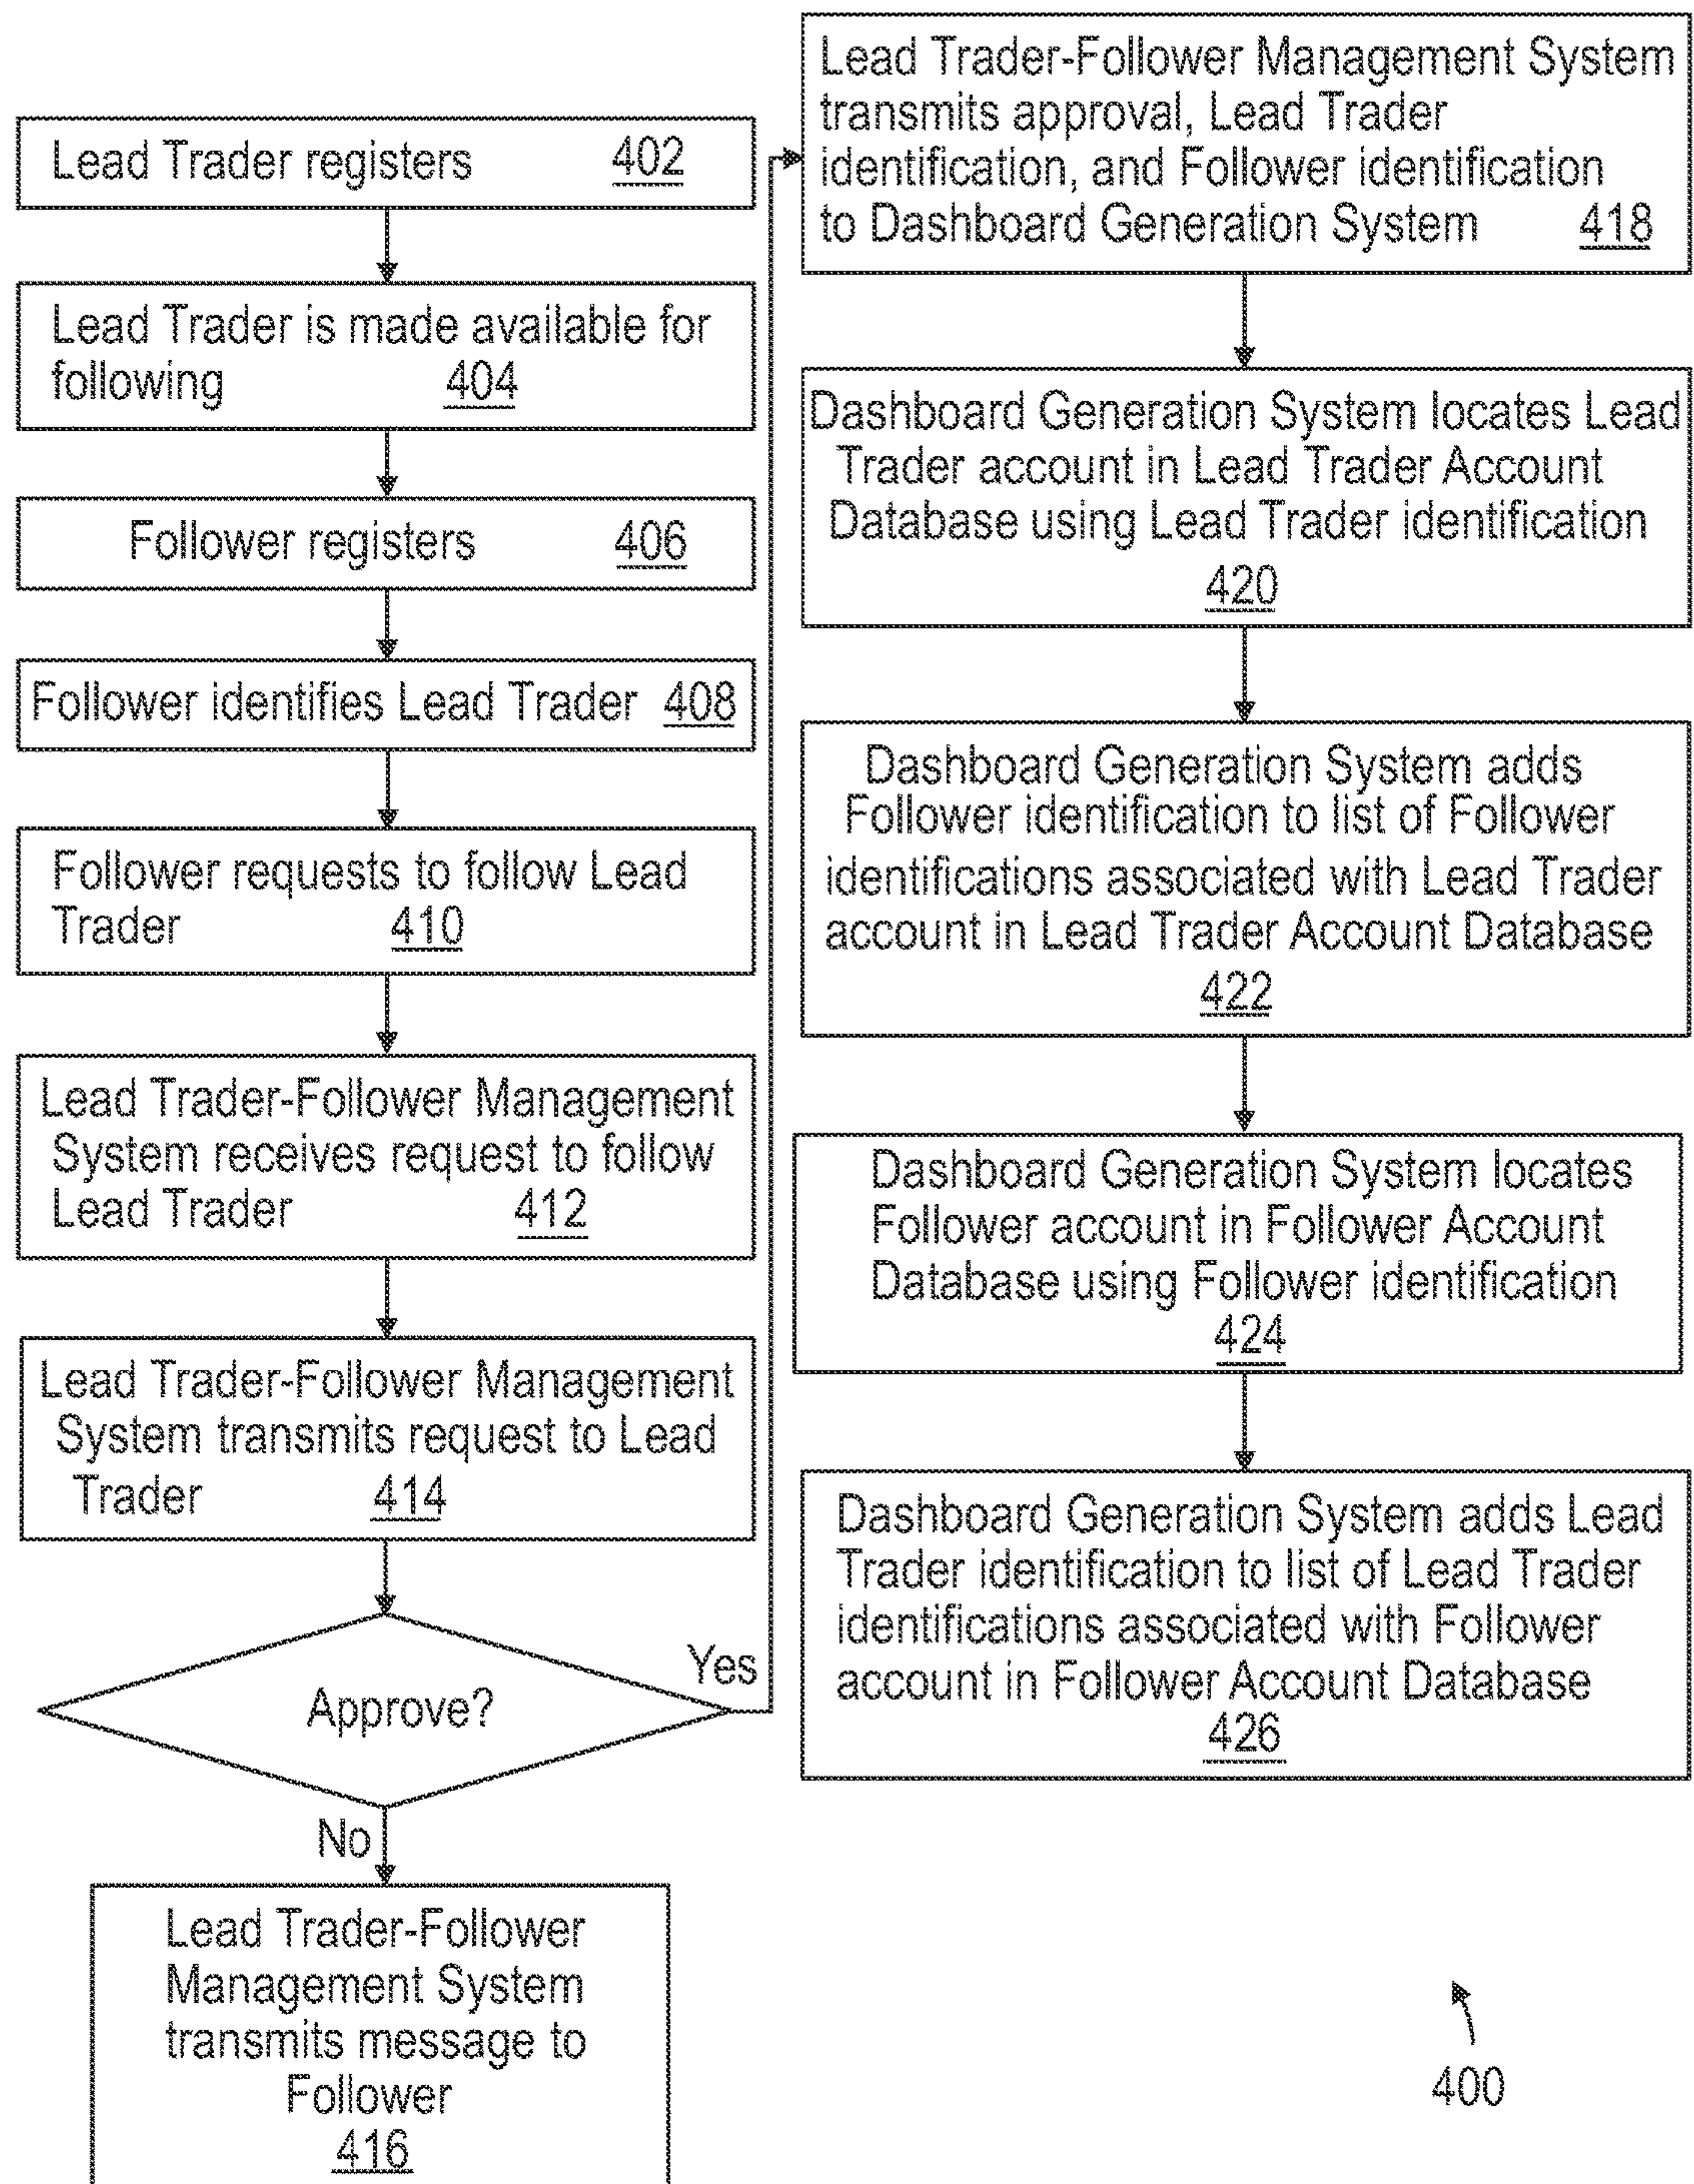 Lead Trader registers 402
Lead Trader is made available for
following 404
Follower registers 406
Follower identifies Lead Trader 408
Follower requests to follow Lead
Trader 410
Lead Trader-Follower Management
System receives request to follow
Lead Trader 412
Lead Trader-Follower Management
System transmits request to Lead
Trader 414
Approve?
Yes
No
Lead Trader-Follower
Management System
transmits message to
Follower
416
Lead Trader-Follower Management System
transmits approval, Lead Trader
identification, and Follower identification
to Dashboard Generation System 418
Dashboard Generation System locates Lead
Trader account in Lead Trader Account
Database using Lead Trader identification
420
Dashboard Generation System adds
Follower identification to list of Follower
identifications associated with Lead Trader
account in Lead Trader Account Database
422
Dashboard Generation System locates
Follower account in Follower Account
Database using Follower identification
424
Dashboard Generation System adds Lead
Trader identification to list of Lead Trader
identifications associated with Follower
account in Follower Account Database
426
400